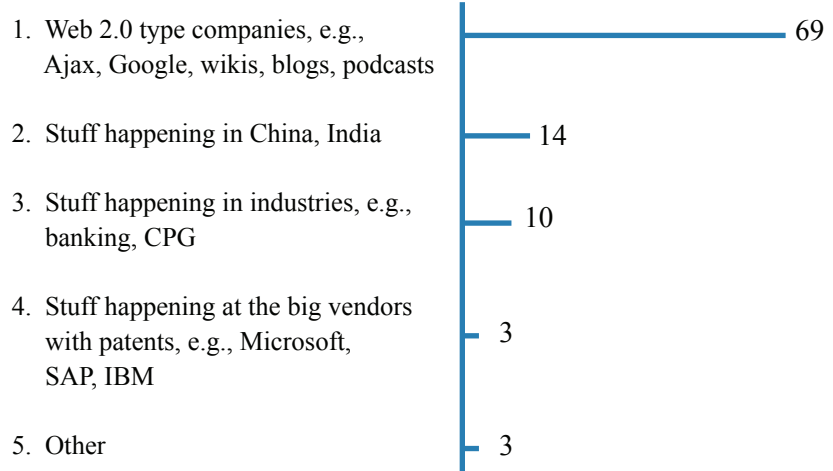 1. Web 2.0 type companies, e.g.,
Ajax, Google, wikis, blogs, podcasts
69
2. Stuff happening in China, India
14
3. Stuff happening in industries, e.g.,
banking, CPG
10
4. Stuff happening at the big vendors
with patents, e.g., Microsoft,
SAP, IBM
3
5. Other
3